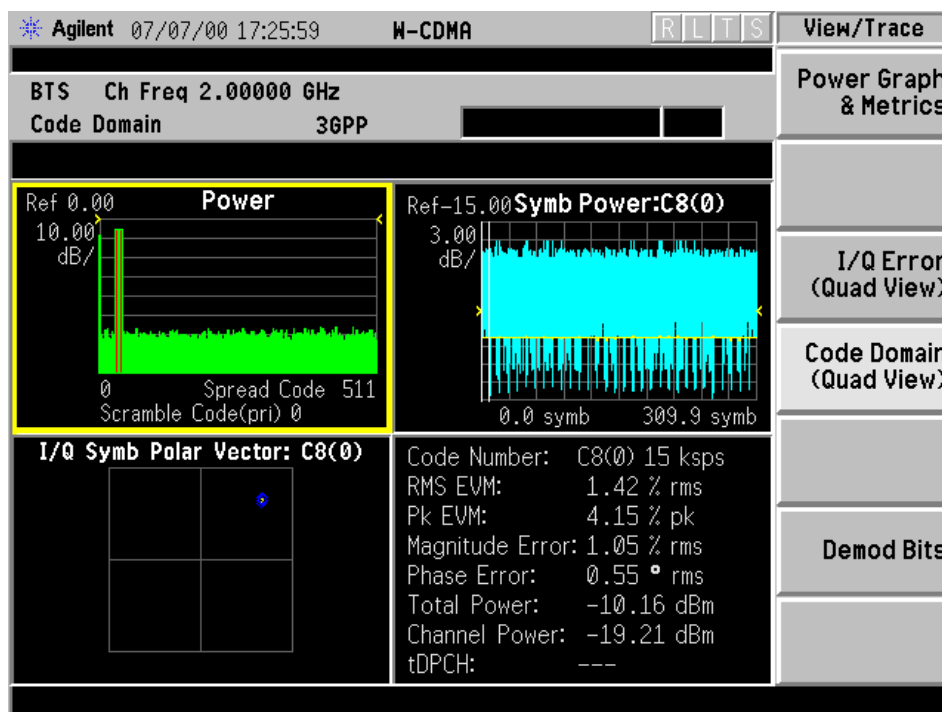 Agilent 07/07/00 17:25:59 W-CDMA R L T S
View/Trace
BTS Ch Freq 2.00000 GHz
Code Domain 3GPP
Power Graph
& Metrics
I/Q Error
(Quad View)
Code Domain
(Quad View)
Demod Bits
Ref 0.00 Power
10.00
dB/
0 Spread Code 511
Scramble Code(pri) 0
Ref-15.00 Symb Power:C8(0)
3.00
dB/
0.0 symb 309.9 symb
I/Q Symb Polar Vector: C8(0)
Code Number: C8(0) 15 ksps
RMS EVM: 1.42 % rms
Pk EVM: 4.15 % pk
Magnitude Error: 1.05 % rms
Phase Error: 0.55 ° rms
Total Power: -10.16 dBm
Channel Power: -19.21 dBm
tDPCH: ---